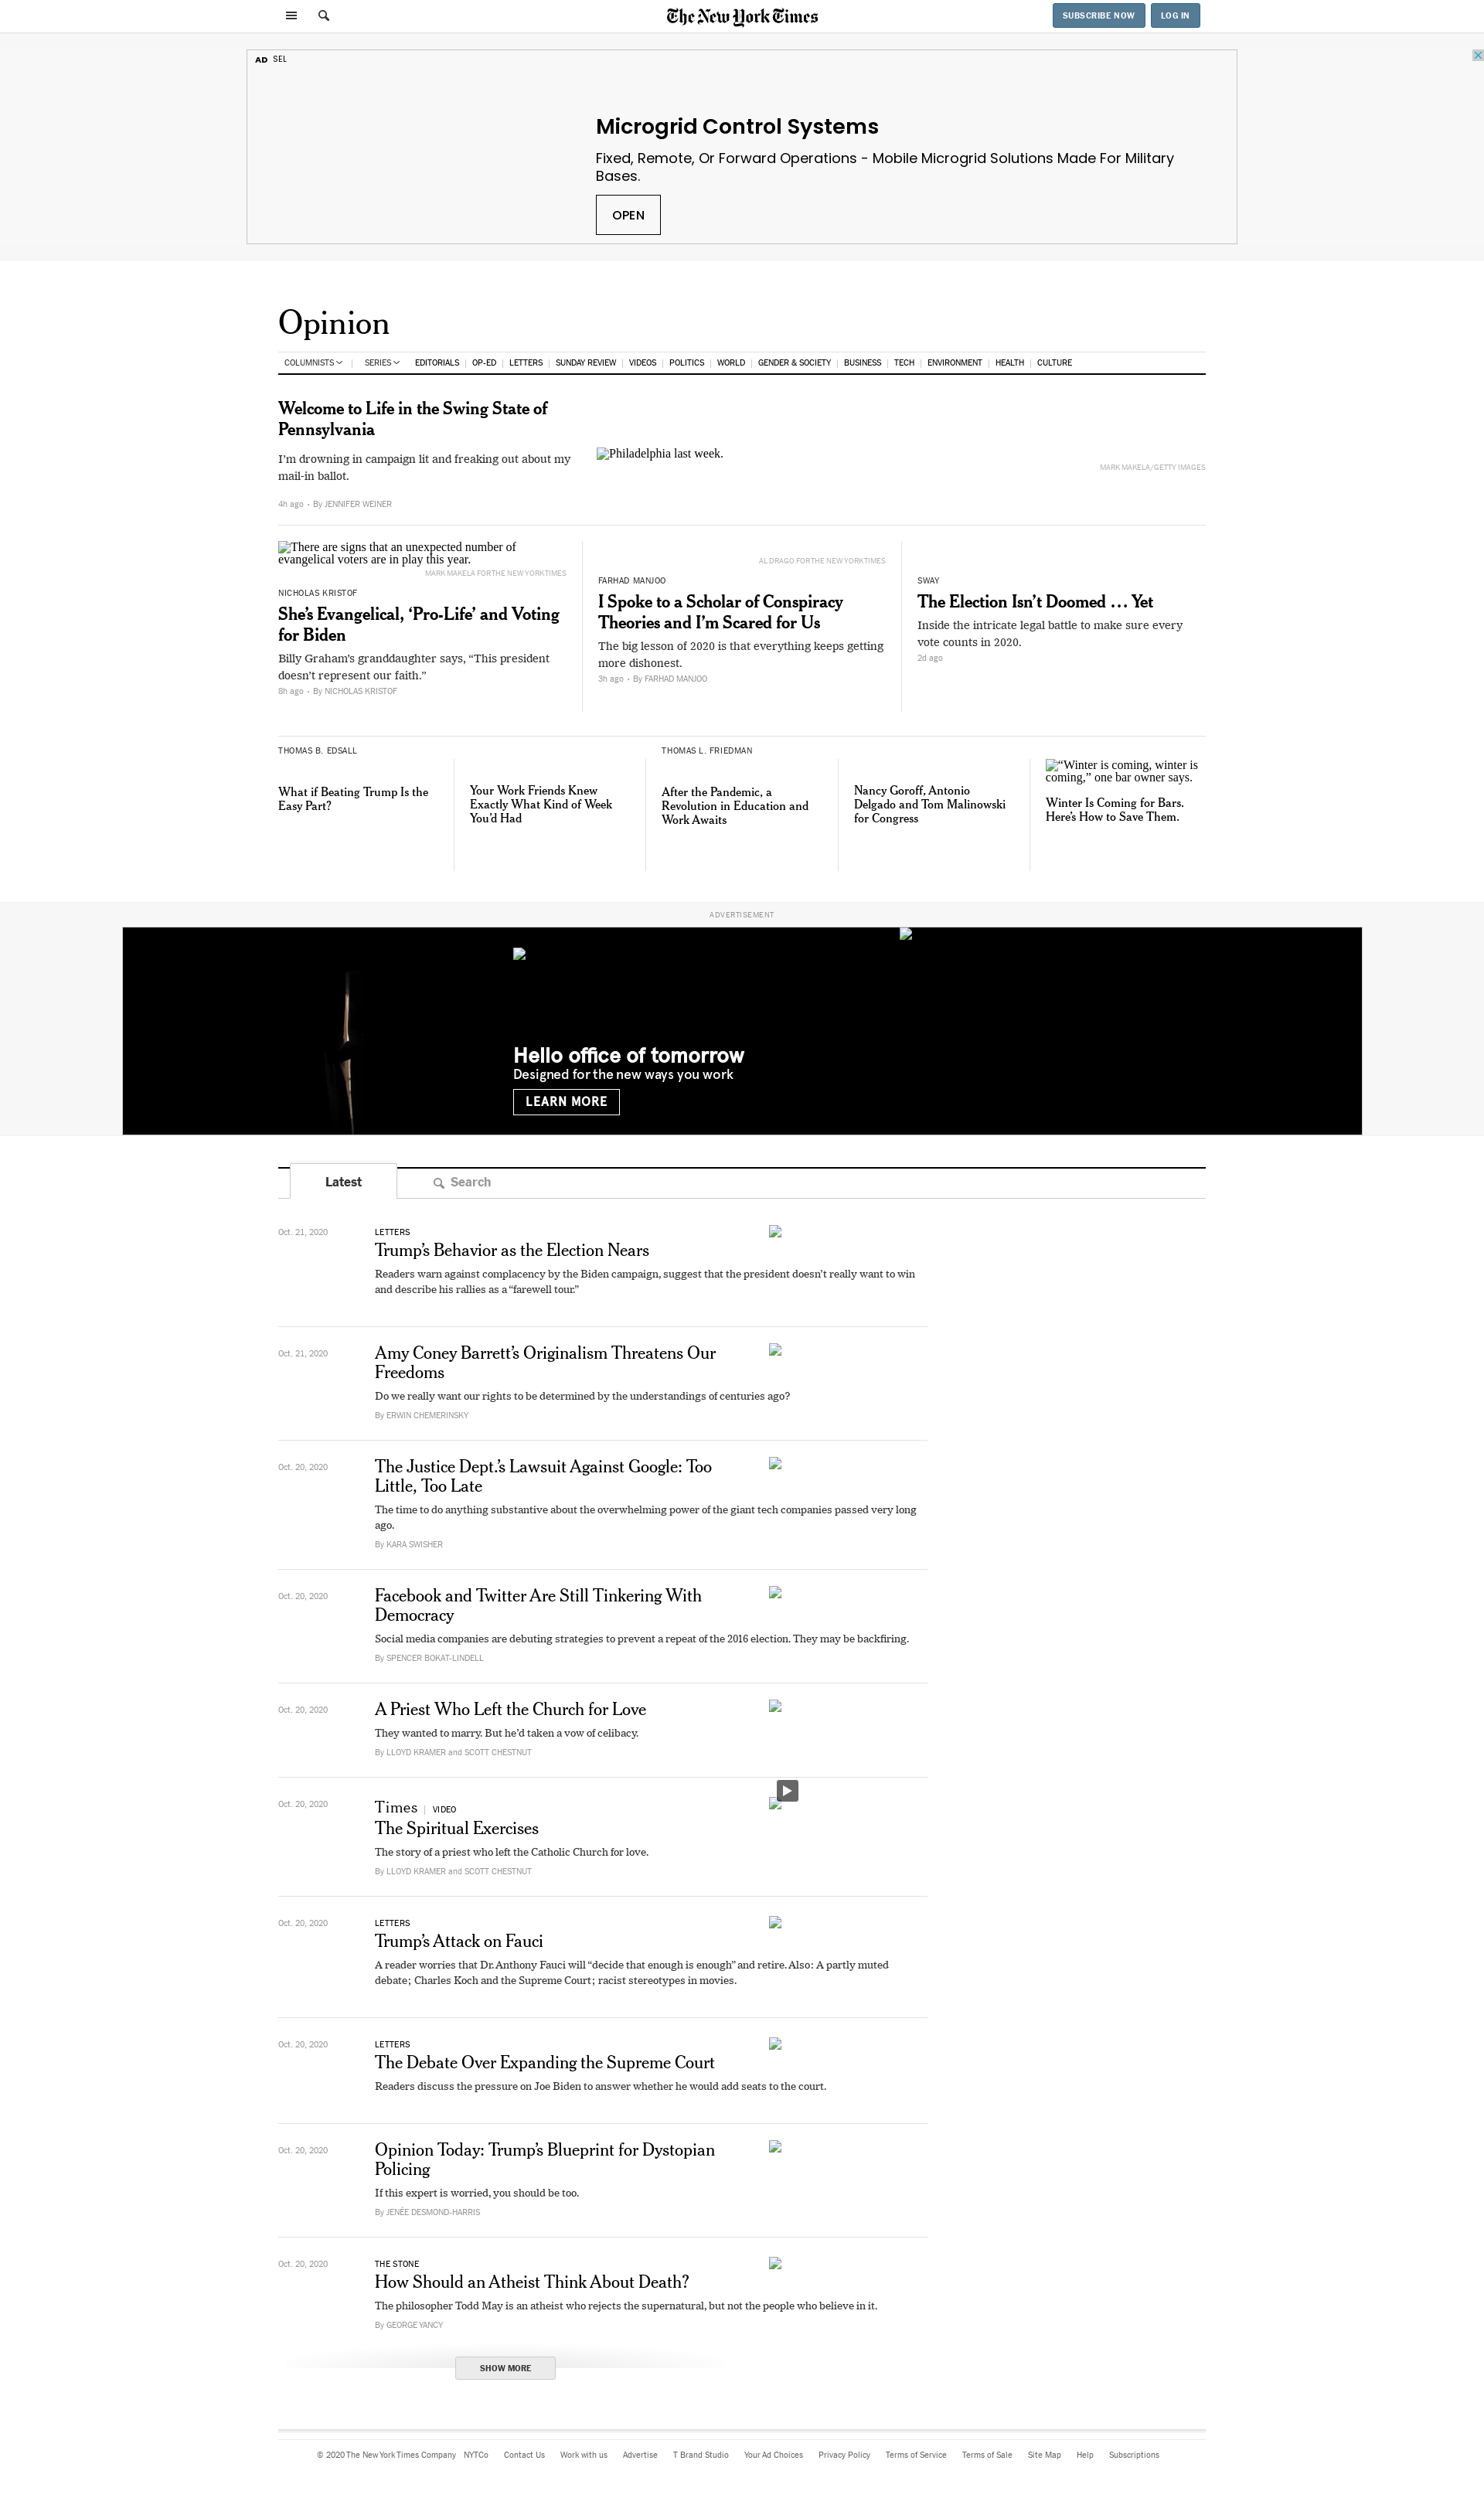 The New York Times
SUBSCRIBE NOW
LOG IN
AD SEL
Microgrid Control Systems
Fixed, Remote, Or Forward Operations - Mobile Microgrid Solutions Made For Military
Bases.
OPEN
Opinion
COLUMNISTS SERIES EDITORIALS OP-ED LETTERS SUNDAY REVIEW VIDEOS POLITICS WORLD GENDER & SOCIETY BUSINESS TECH ENVIRONMENT HEALTH CULTURE
Welcome to Life in the Swing State of
Pennsylvania
I'm drowning in campaign lit and freaking out about my
mail-in ballot.
4h ago · By JENNIFER WEINER
Philadelphia last week.
MARK MAKELA/GETTY IMAGES
There are signs that an unexpected number of
evangelical voters are in play this year.
MARK MAKELA FOR THE NEW YORK TIMES
NICHOLAS KRISTOF
She's Evangelical, 'Pro-Life' and Voting
for Biden
Billy Graham's granddaughter says, “This president
doesn't represent our faith.”
8h ago · By NICHOLAS KRISTOF
AL DRAGO FOR THE NEW YORK TIMES
FARHAD MANJOO
I Spoke to a Scholar of Conspiracy
Theories and I'm Scared for Us
The big lesson of 2020 is that everything keeps getting
more dishonest.
3h ago · By FARHAD MANJOO
SWAY
The Election Isn't Doomed … Yet
Inside the intricate legal battle to make sure every
vote counts in 2020.
2d ago
THOMAS B. EDSALL
What if Beating Trump Is the
Easy Part?
Your Work Friends Knew
Exactly What Kind of Week
You'd Had
THOMAS L. FRIEDMAN
After the Pandemic, a
Revolution in Education and
Work Awaits
Nancy Goroff, Antonio
Delgado and Tom Malinowski
for Congress
“Winter is coming, winter is
coming,” one bar owner says.
Winter Is Coming for Bars.
Here's How to Save Them.
ADVERTISEMENT
Hello office of tomorrow
Designed for the new ways you work
LEARN MORE
Latest
Search
Oct. 21, 2020
LETTERS
Trump's Behavior as the Election Nears
Readers warn against complacency by the Biden campaign, suggest that the president doesn't really want to win
and describe his rallies as a “farewell tour.”
Oct. 21, 2020
Amy Coney Barrett's Originalism Threatens Our
Freedoms
Do we really want our rights to be determined by the understandings of centuries ago?
By ERWIN CHEMERINSKY
Oct. 20, 2020
The Justice Dept.'s Lawsuit Against Google: Too
Little, Too Late
The time to do anything substantive about the overwhelming power of the giant tech companies passed very long
ago.
By KARA SWISHER
Oct. 20, 2020
Facebook and Twitter Are Still Tinkering With
Democracy
Social media companies are debuting strategies to prevent a repeat of the 2016 election. They may be backfiring.
By SPENCER BOKAT-LINDELL
Oct. 20, 2020
A Priest Who Left the Church for Love
They wanted to marry. But he'd taken a vow of celibacy.
By LLOYD KRAMER and SCOTT CHESTNUT
Oct. 20, 2020
Times | VIDEO
The Spiritual Exercises
The story of a priest who left the Catholic Church for love.
By LLOYD KRAMER and SCOTT CHESTNUT
Oct. 20, 2020
LETTERS
Trump's Attack on Fauci
A reader worries that Dr. Anthony Fauci will “decide that enough is enough” and retire. Also: A partly muted
debate; Charles Koch and the Supreme Court; racist stereotypes in movies.
Oct. 20, 2020
LETTERS
The Debate Over Expanding the Supreme Court
Readers discuss the pressure on Joe Biden to answer whether he would add seats to the court.
Oct. 20, 2020
Opinion Today: Trump's Blueprint for Dystopian
Policing
If this expert is worried, you should be too.
By JENÉE DESMOND-HARRIS
Oct. 20, 2020
THE STONE
How Should an Atheist Think About Death?
The philosopher Todd May is an atheist who rejects the supernatural, but not the people who believe in it.
By GEORGE YANCY
SHOW MORE
© 2020 The New York Times Company NYTCo Contact Us Work with us Advertise T Brand Studio Your Ad Choices Privacy Policy Terms of Service Terms of Sale Site Map Help Subscriptions